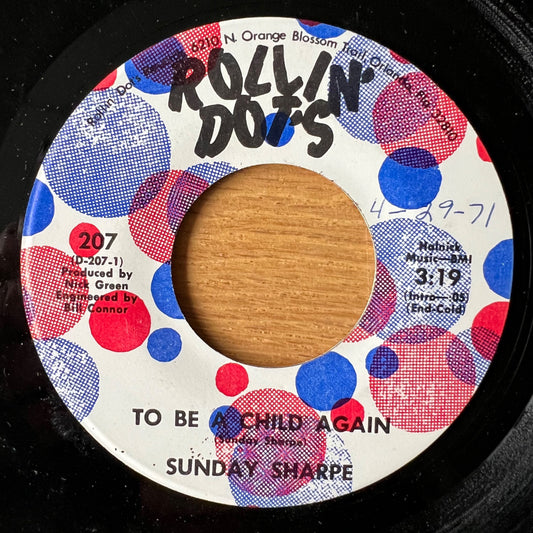 6210 N. Orange Blossom Trail, Orlando, Fla. 32810
ROLLIN'
DOTS
4-29-71
207
(D-207-1)
Produced by
Nick Green
Engineered by
Bill Connor
Natnick
Music—BMI
3:19
(Intro—:05)
(End-Cold)
TO BE A CHILD AGAIN
(Sunday Sharpe)
SUNDAY SHARPE